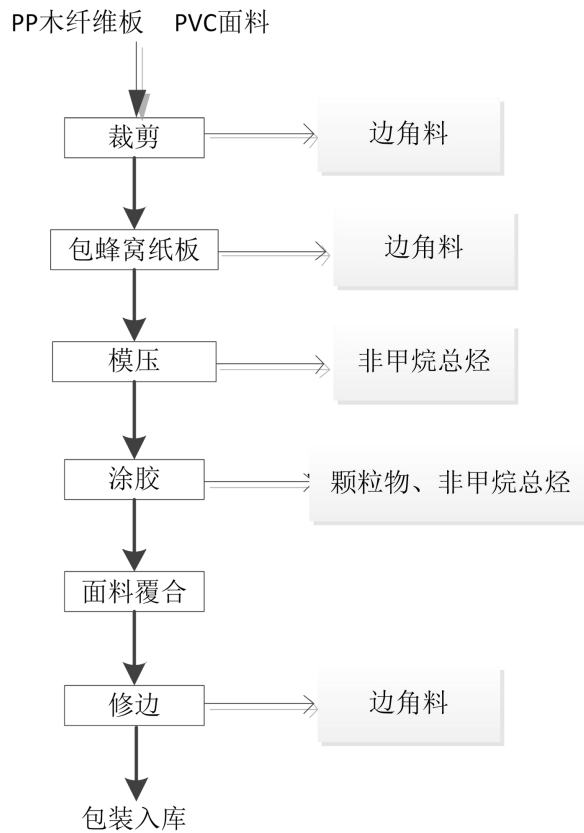 PP木纤维板 PVC面料
裁剪
边角料
包蜂窝纸板
边角料
模压
非甲烷总烃
涂胶
颗粒物、非甲烷总烃
面料覆合
修边
边角料
包装入库